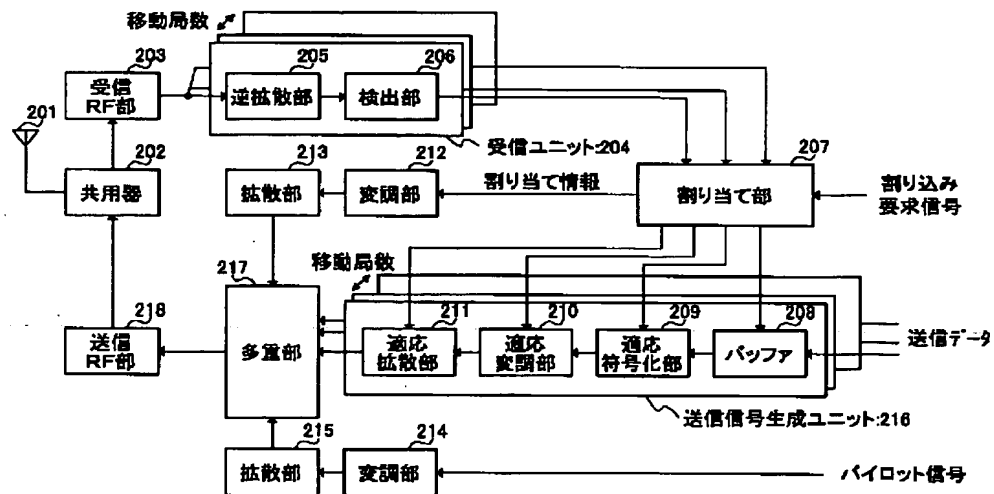 移動局数
203
受信
RF部
205
逆拡散部
206
検出部
201
受信ユニット:204
202
共用器
213
拡散部
212
変調部
割り当て情報
207
割り当て部
割り込み
要求信号
移動局数
217
多重部
218
送信
RF部
211
適応
拡散部
210
適応
変調部
209
適応
符号化部
208
バッファ
送信データ
送信信号生成ユニット:216
215
拡散部
214
変調部
パイロット信号